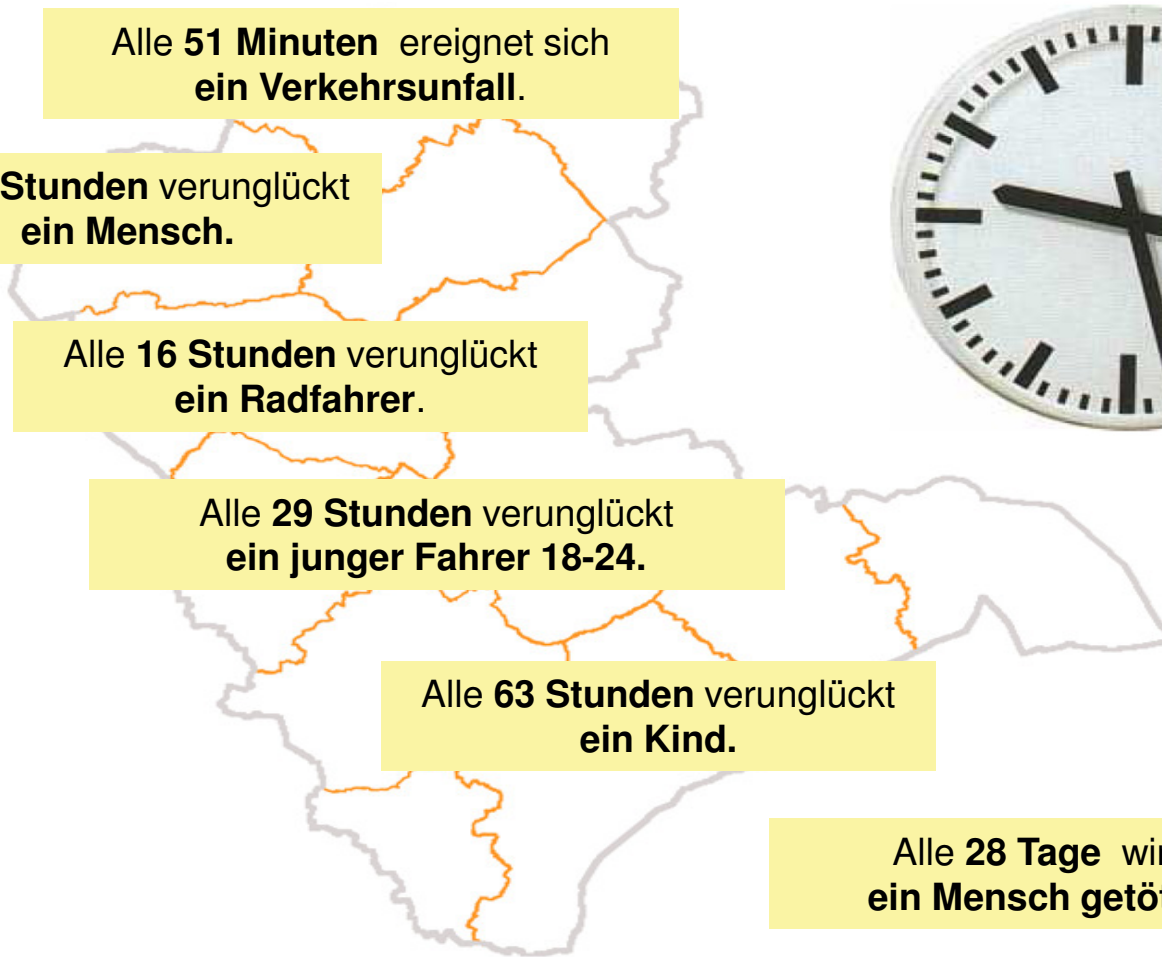 Alle 51 Minuten ereignet sich
ein Verkehrsunfall.
Stunden verunglückt
ein Mensch.
Alle 16 Stunden verunglückt
ein Radfahrer.
Alle 29 Stunden verunglückt
ein junger Fahrer 18-24.
Alle 63 Stunden verunglückt
ein Kind.
Alle 28 Tage
ein Mensch